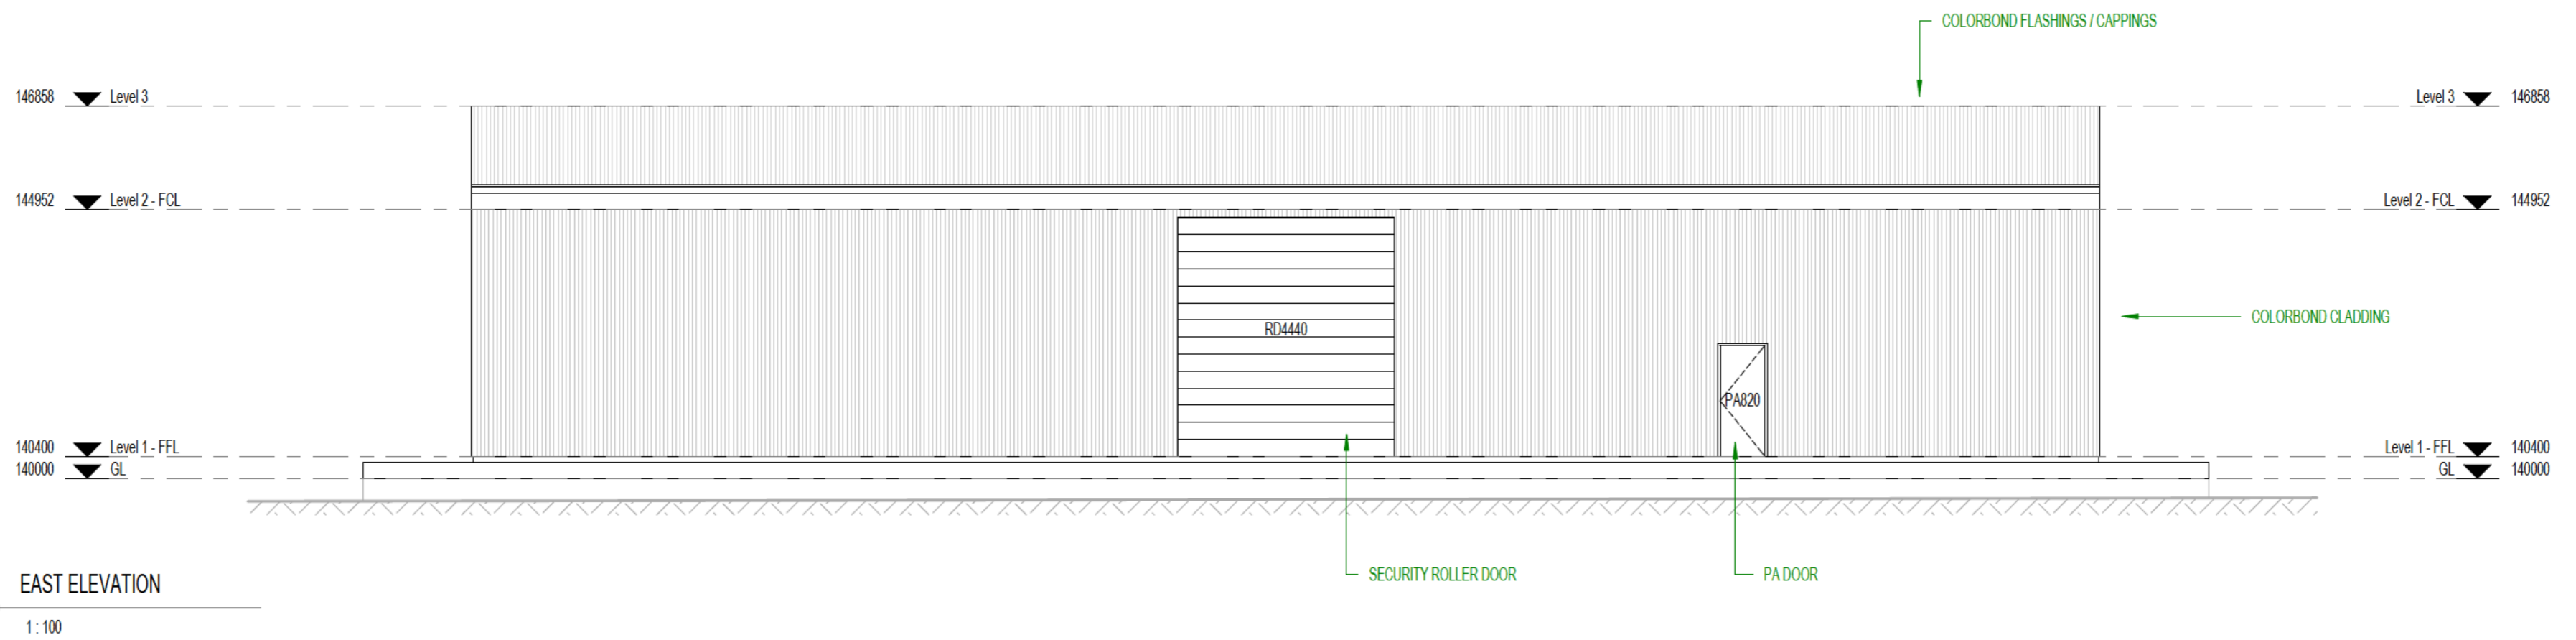 COLORBOND FLASHINGS / CAPPINGS
146858 Level 3
Level 3 146858
144952 Level 2 - FCL
Level 2 - FCL 144952
COLORBOND CLADDING
RD4440
PA820
140400 Level 1 - FFL
Level 1 - FFL 140400
140000 GL
GL 140000
SECURITY ROLLER DOOR
PA DOOR
EAST ELEVATION
1 : 100